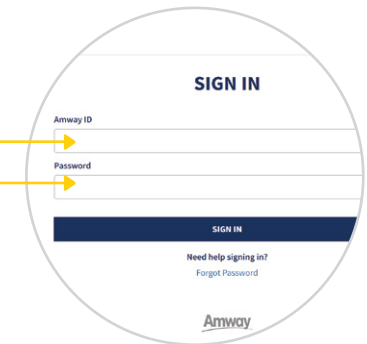 SIGN IN
Amway ID
Password
SIGN IN
Need help signing in?
Forgot Password
Amway